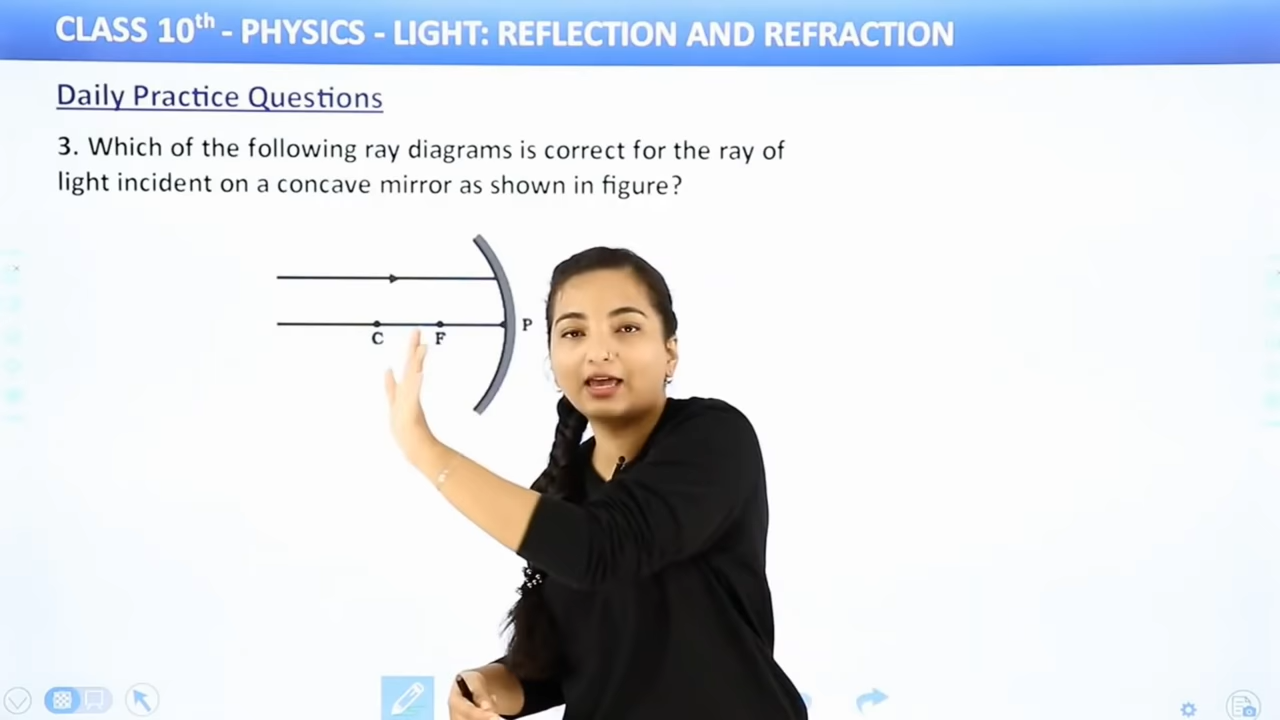 CLASS 10th - PHYSICS - LIGHT: REFLECTION AND REFRACTION
Daily Practice Questions
3. Which of the following ray diagrams is correct for the ray of
light incident on a concave mirror as shown in figure?
C F P